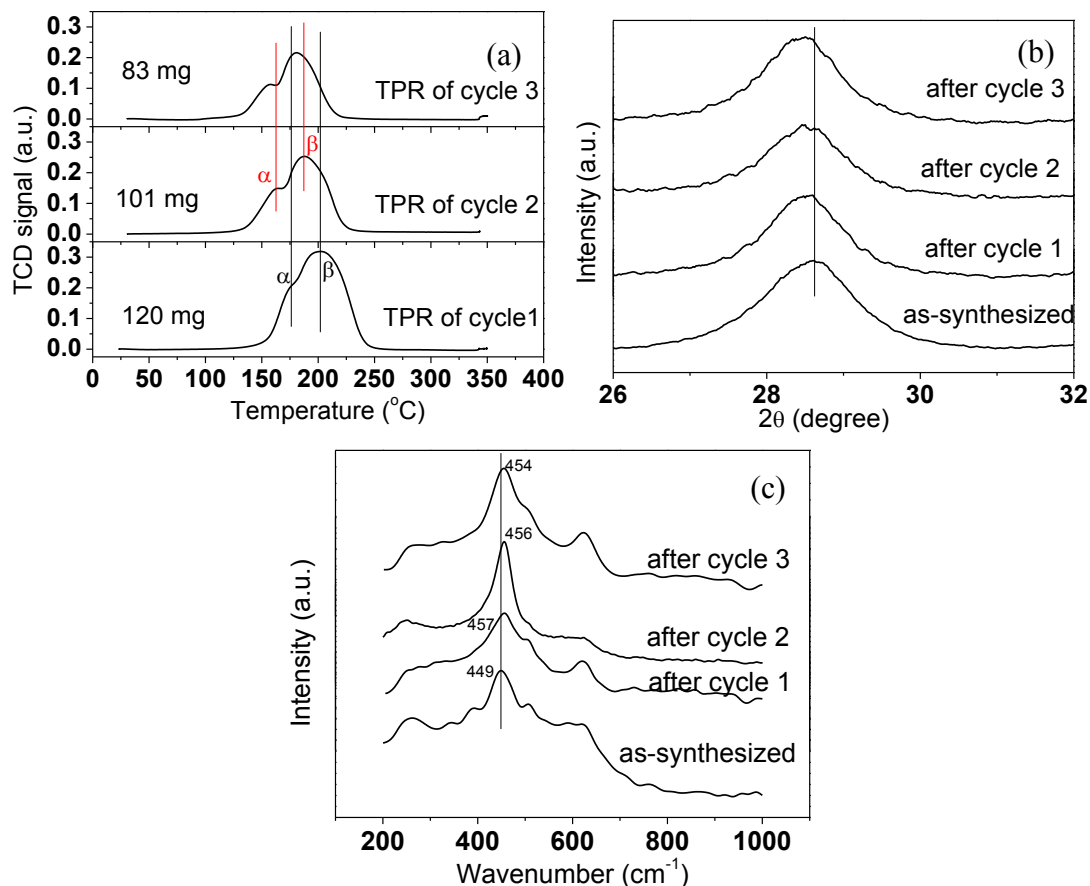 (a)
TCD signal (a.u.)
0.3
0.2
0.1
0.0
83 mg
TPR of cycle 3
0.3
0.2
0.1
0.0
101 mg
α
β
TPR of cycle 2
0.3
0.2
0.1
0.0
120 mg
α
β
TPR of cycle1
0 50 100 150 200 250 300 350 400
Temperature (°C)
(b)
Intensity (a.u.)
after cycle 3
after cycle 2
after cycle 1
as-synthesized
26 28 30 32
2θ (degree)
(c)
Intensity (a.u.)
454
after cycle 3
456
after cycle 2
457
after cycle 1
449
as-synthesized
200 400 600 800 1000
Wavenumber (cm⁻¹)